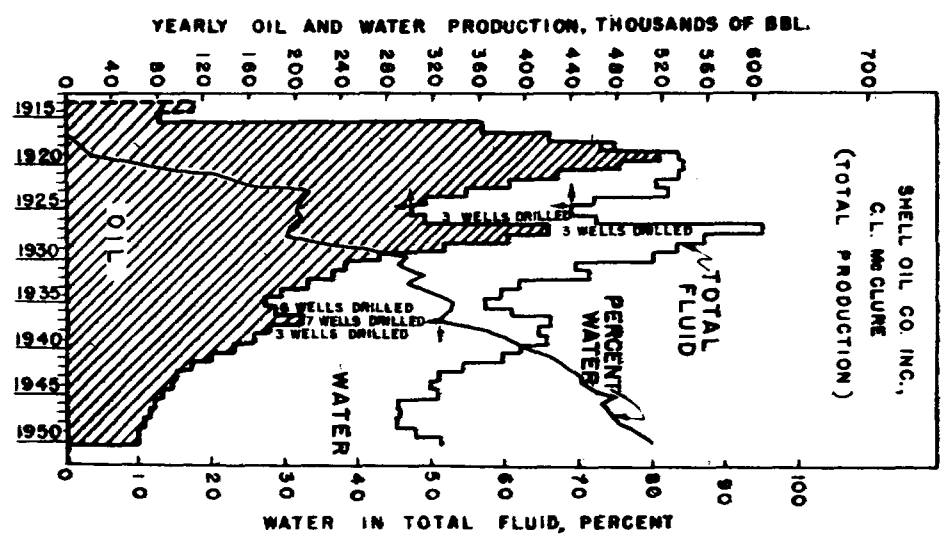 YEARLY OIL AND WATER PRODUCTION, THOUSANDS OF BBL.
0 40 80 120 160 200 240 280 320 360 400 440 480 520 560 600 700
1915
1920
1925
1930
1935
1940
1945
1950
SHELL OIL CO. INC.,
C.L. McCLURE
(TOTAL PRODUCTION)
3 WELLS DRILLED
3 WELLS DRILLED
OIL
TOTAL
FLUID
6 WELLS DRILLED
17 WELLS DRILLED
3 WELLS DRILLED
PERCENT
WATER
WATER
0 10 20 30 40 50 60 70 80 90 100
WATER IN TOTAL FLUID, PERCENT